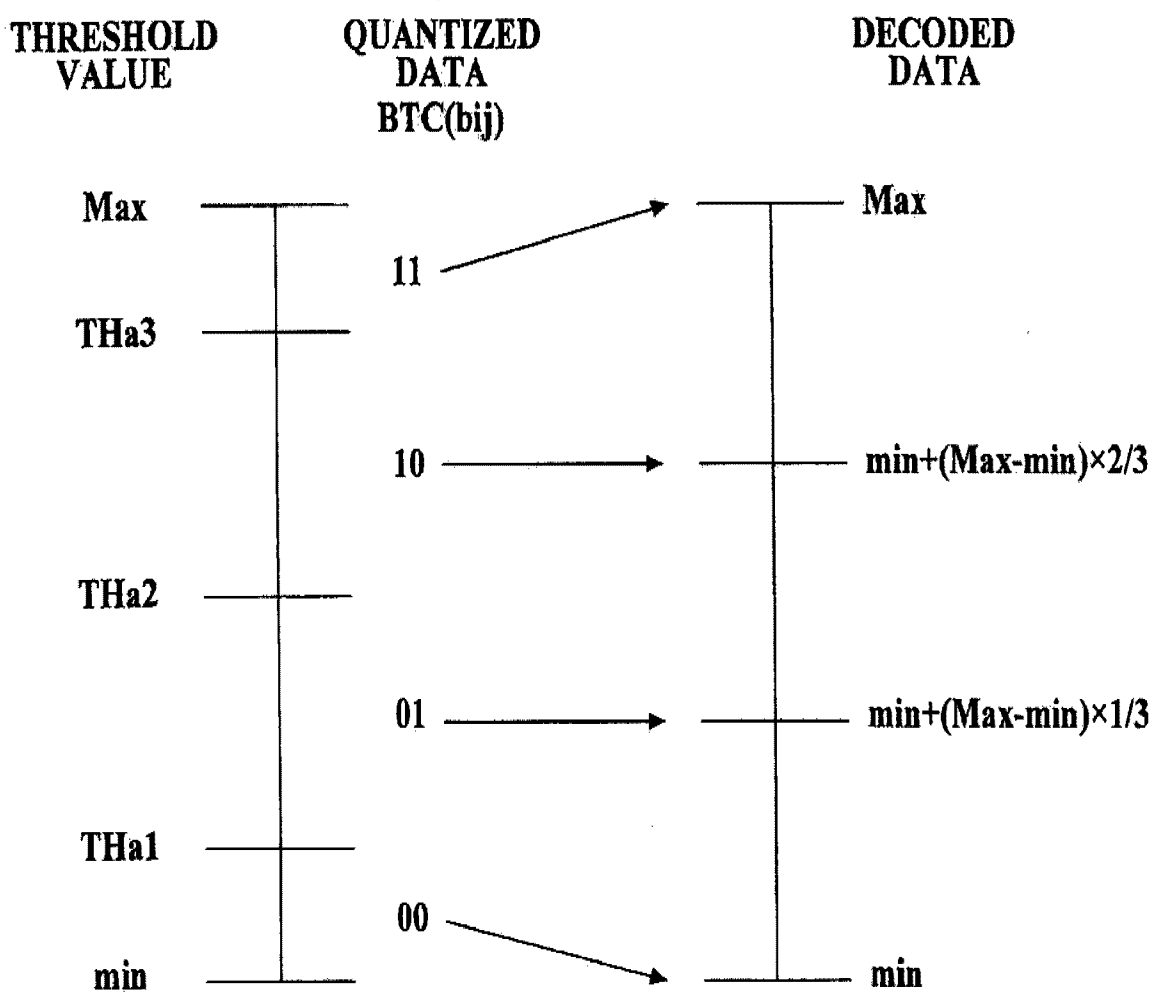 THRESHOLD
VALUE
QUANTIZED
DATA
BTC(bij)
DECODED
DATA
Max
Max
11
THa3
10
min+(Max-min)×2/3
THa2
01
min+(Max-min)×1/3
THa1
00
min
min